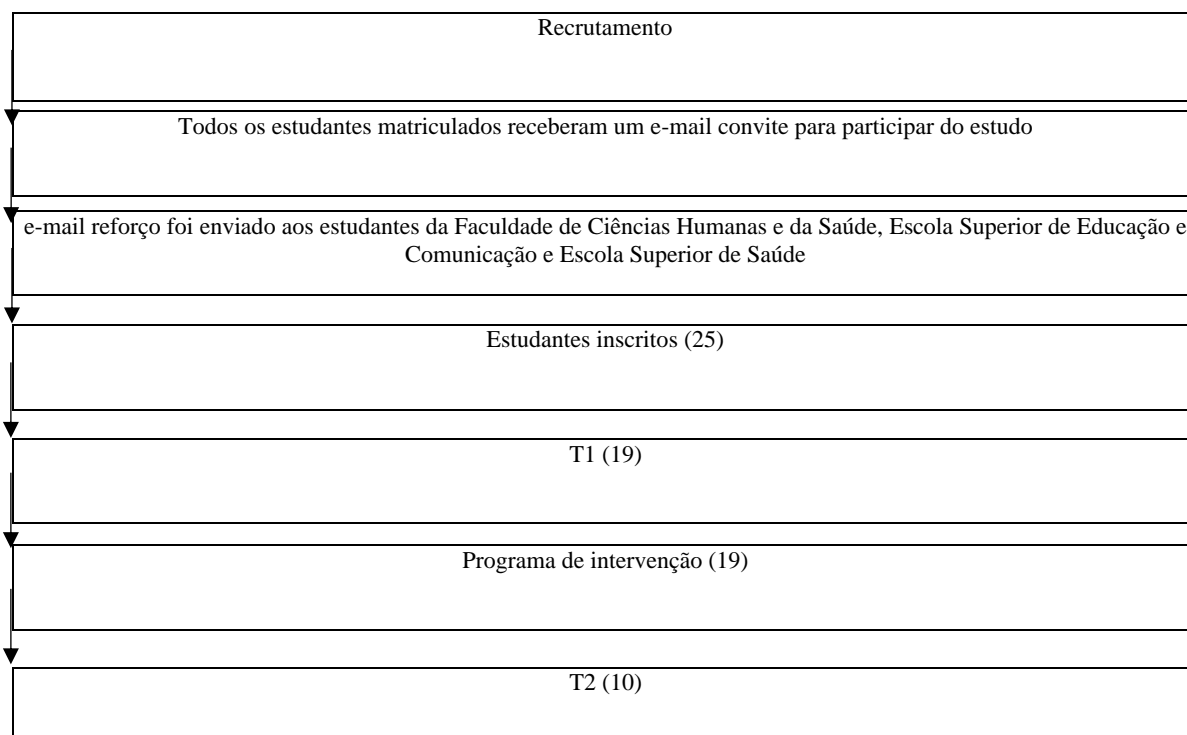 Recrutamento
Todos os estudantes matriculados receberam um e-mail convite para participar do estudo
e-mail reforço foi enviado aos estudantes da Faculdade de Ciências Humanas e da Saúde, Escola Superior de Educação e
Comunicação e Escola Superior de Saúde
Estudantes inscritos (25)
T1 (19)
Programa de intervenção (19)
T2 (10)